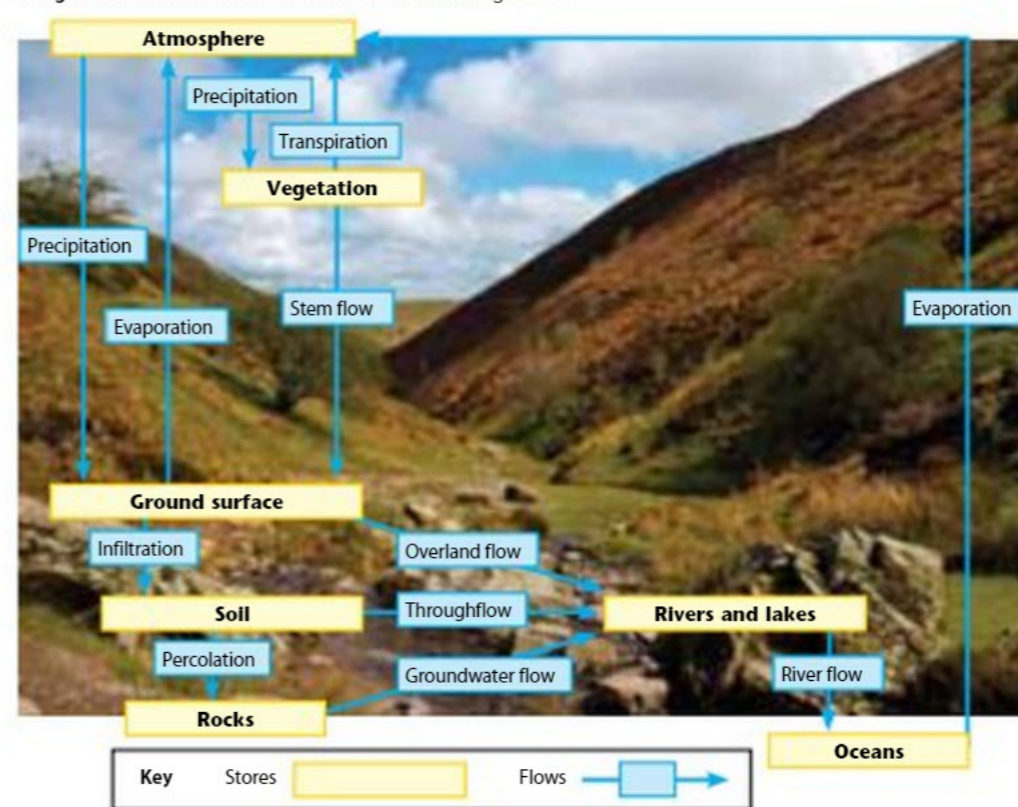 Atmosphere
Precipitation
Transpiration
Vegetation
Precipitation
Stem flow
Evaporation
Evaporation
Ground surface
Infiltration
Overland flow
Soil
Throughflow
Rivers and lakes
Percolation
Groundwater flow
River flow
Rocks
Oceans
Key Stores Flows